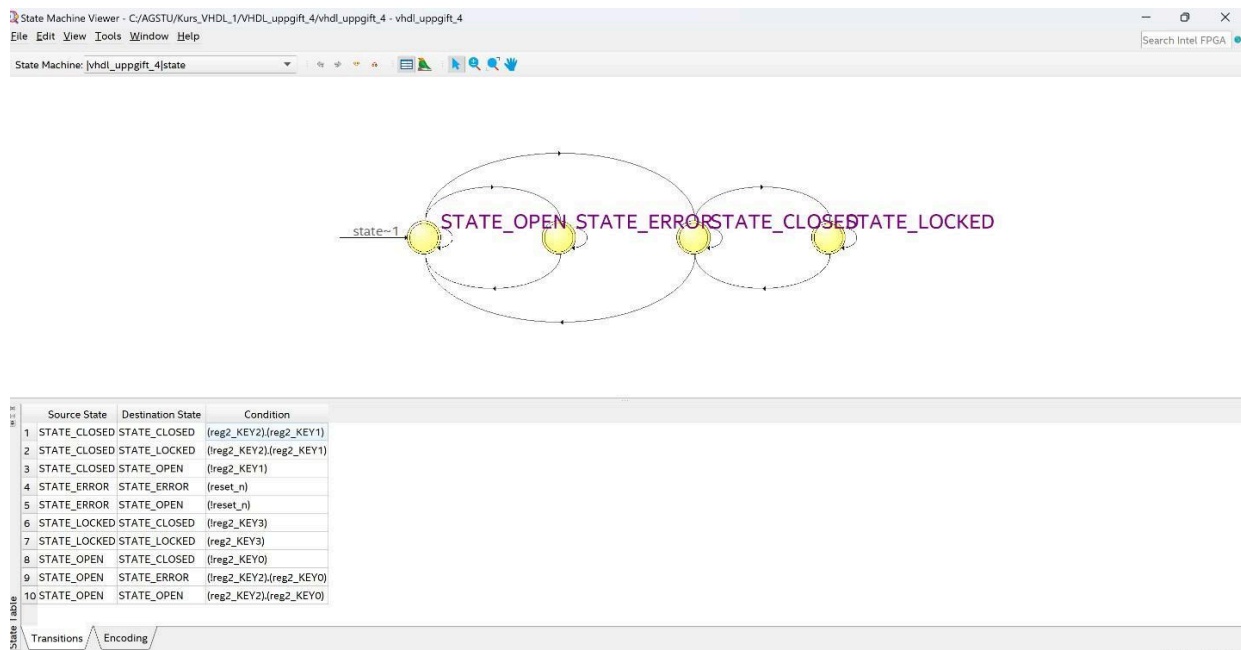 State Machine Viewer - C:/AGSTU/Kurs_VHDL_1/VHDL_uppgift_4/vhdl_uppgift_4 - vhdl_uppgift_4
File Edit View Tools Window Help
Search Intel FPGA
State Machine: |vhdl_uppgift_4|state
state~1 STATE_OPEN STATE_ERROR STATE_CLOSED STATE_LOCKED
Source State Destination State Condition
1 STATE_CLOSED STATE_CLOSED (reg2_KEY2).(reg2_KEY1)
2 STATE_CLOSED STATE_LOCKED (!reg2_KEY2).(reg2_KEY1)
3 STATE_CLOSED STATE_OPEN (!reg2_KEY1)
4 STATE_ERROR STATE_ERROR (reset_n)
5 STATE_ERROR STATE_OPEN (!reset_n)
6 STATE_LOCKED STATE_CLOSED (!reg2_KEY3)
7 STATE_LOCKED STATE_LOCKED (reg2_KEY3)
8 STATE_OPEN STATE_CLOSED (!reg2_KEY0)
9 STATE_OPEN STATE_ERROR (!reg2_KEY2).(reg2_KEY0)
10 STATE_OPEN STATE_OPEN (reg2_KEY2).(reg2_KEY0)
State Table
Transitions Encoding